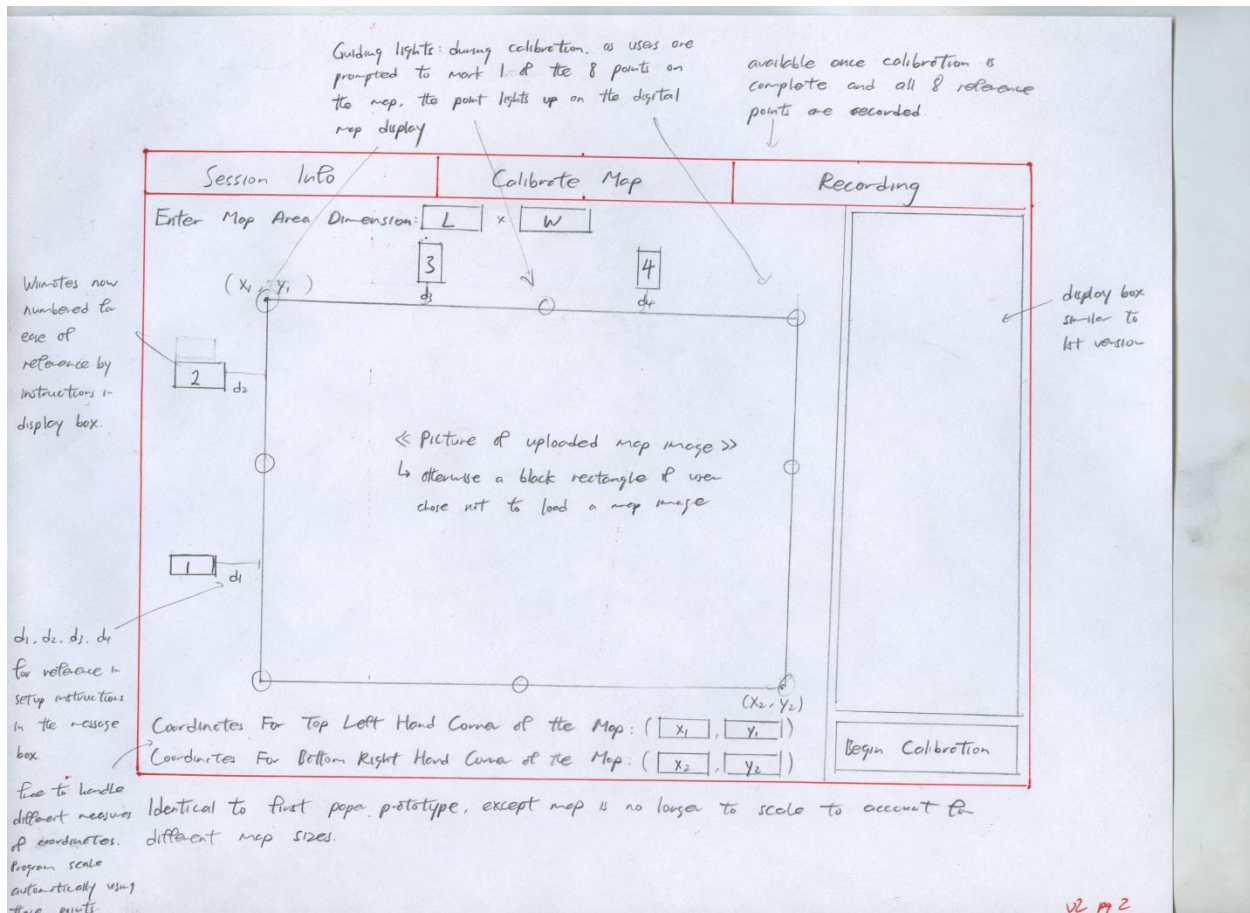 Guiding lights: during calibration, as users are
prompted to mark 1 of the 8 points on
the map, the point lights up on the digital
map display
available once calibration is
complete and all 8 reference
points are recorded.
Session Info
Calibrate Map
Recording
Enter Map Area Dimension: L x W
3
4
(x1, y1)
d3
d4
Wiimotes now
numbered for
ease of
reference by
instructions in
display box.
2
d2
display box
similar to
1st version
<< Picture of uploaded map image >>
↳ otherwise a black rectangle if user
chose not to load a map image
1
d1
d1, d2, d3, d4
for reference in
setup instructions
in the message
box
(x2, y2)
Coordinates For Top Left Hand Corner of the Map: ( x1 , y1 )
Coordinates For Bottom Right Hand Corner of the Map: ( x2 , y2 )
Begin Calibration
free to handle
different measures
of coordinates.
Program scale
automatically using
these points.
Identical to first paper prototype, except map is no longer to scale to account for
different map sizes.
V2 pg 2